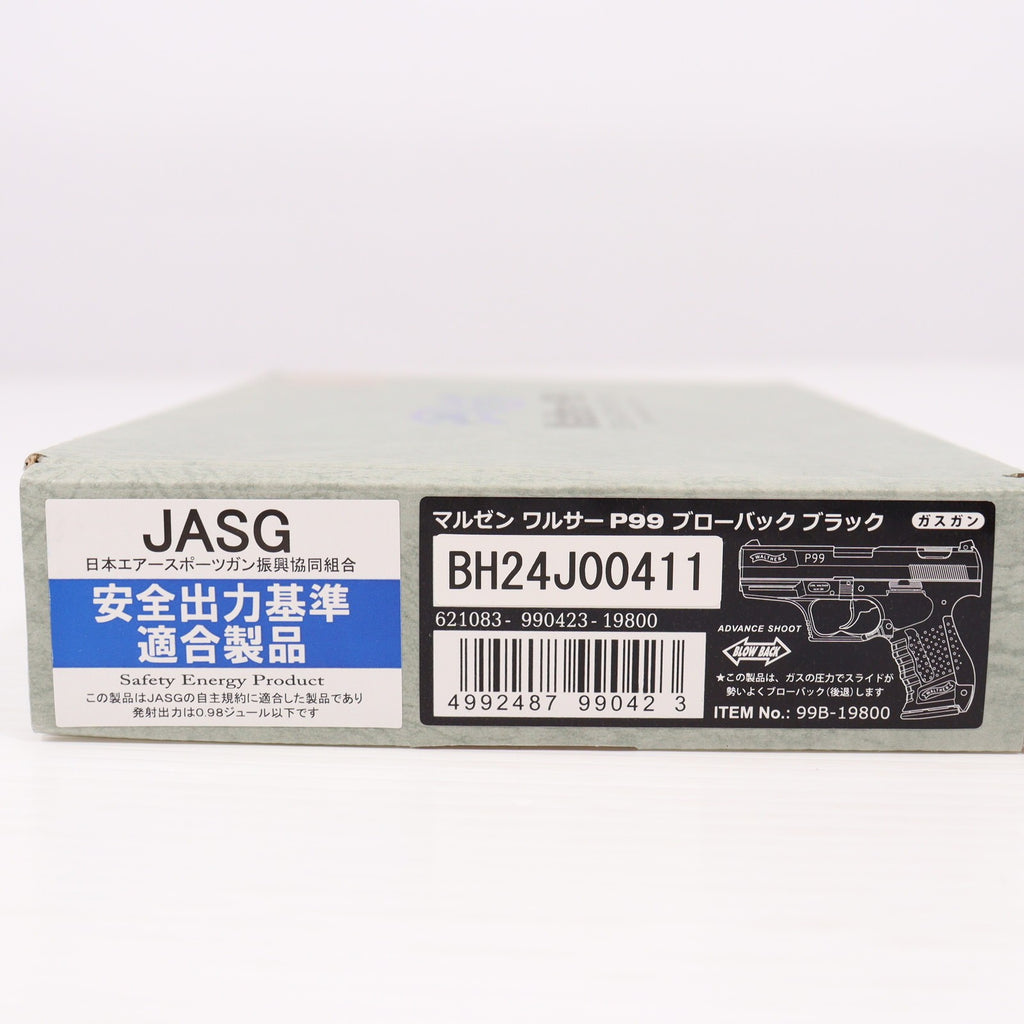 JASG
日本エアースポーツガン振興協同組合
安全出力基準
適合製品
Safety Energy Product
この製品はJASGの自主規約に適合した製品であり
発射出力は0.98ジュール以下です
マルゼン ワルサー P99 ブローバック ブラック
ガスガン
BH24J00411
621083- 990423-19800
4992487 99042 3
WALTHER
P99
ADVANCE SHOOT
BLOW BACK
★この製品は、ガスの圧力でスライドが
勢いよくブローバック(後退)します
ITEM No.: 99B-19800
WALTHER